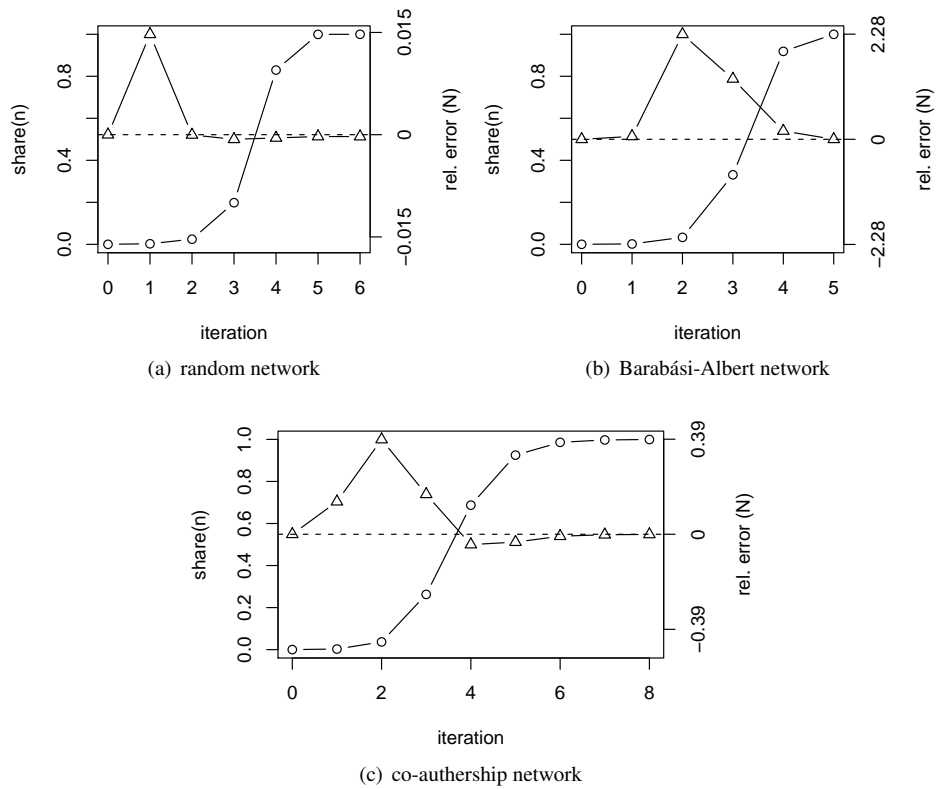 share(n)
0.0 0.4 0.8
−0.015 0 0.015
rel. error (N)
0 1 2 3 4 5 6
iteration
(a) random network
share(n)
0.0 0.4 0.8
−2.28 0 2.28
rel. error (N)
0 1 2 3 4 5
iteration
(b) Barabási-Albert network
share(n)
0.0 0.2 0.4 0.6 0.8 1.0
−0.39 0 0.39
rel. error (N)
0 2 4 6 8
iteration
(c) co-authership network